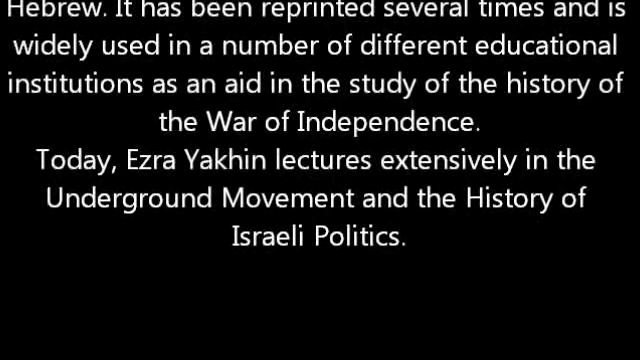 Hebrew. It has been reprinted several times and is
widely used in a number of different educational
institutions as an aid in the study of the history of
the War of Independence.
Today, Ezra Yakhin lectures extensively in the
Underground Movement and the History of
Israeli Politics.